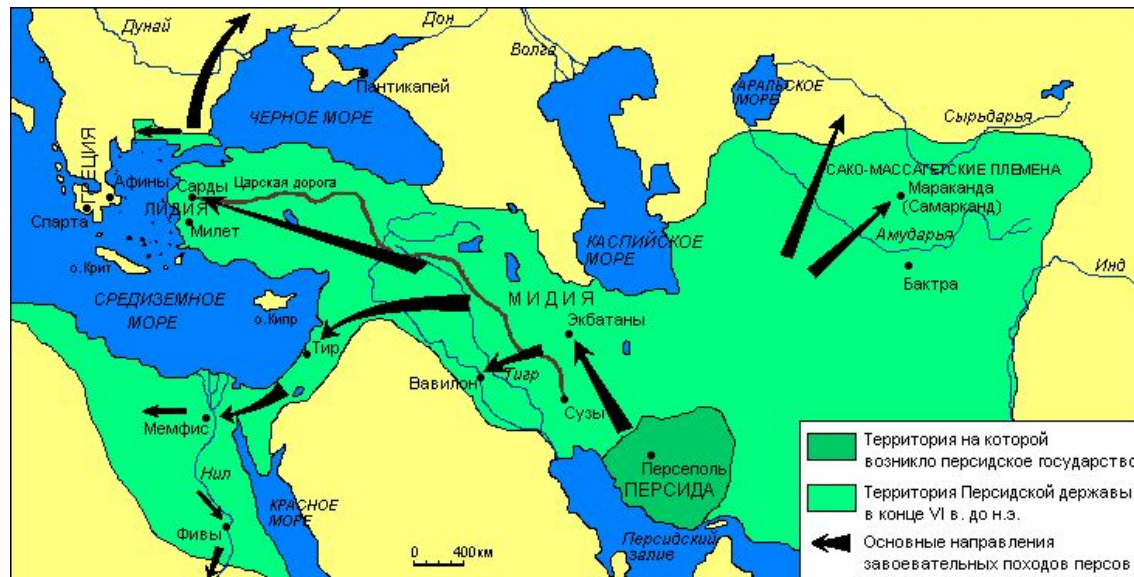 Дунай
Дон
Волга
Пантикапей
АРАЛЬСКОЕ
МОРЕ
ЧЕРНОЕ МОРЕ
Сырдарья
ГРЕЦИЯ
САКО-МАССАГЕТСКИЕ ПЛЕМЕНА
Афины
Сарды
Царская дорога
Мараканда
(Самарканд)
Спарта
ЛИДИЯ
Милет
Амударья
КАСПИЙСКОЕ
МОРЕ
о.Крит
Инд
Бактра
СРЕДИЗЕМНОЕ
МОРЕ
о.Кипр
МИДИЯ
Экбатаны
Тир
Вавилон
Тигр
Сузы
Мемфис
Нил
Персеполь
ПЕРСИДА
КРАСНОЕ
МОРЕ
Фивы
Персидский
залив
0 400 км
Территория на которой
возникло персидское государство
Территория Персидской державы
в конце VI в. до н.э.
Основные направления
завоевательных походов персов